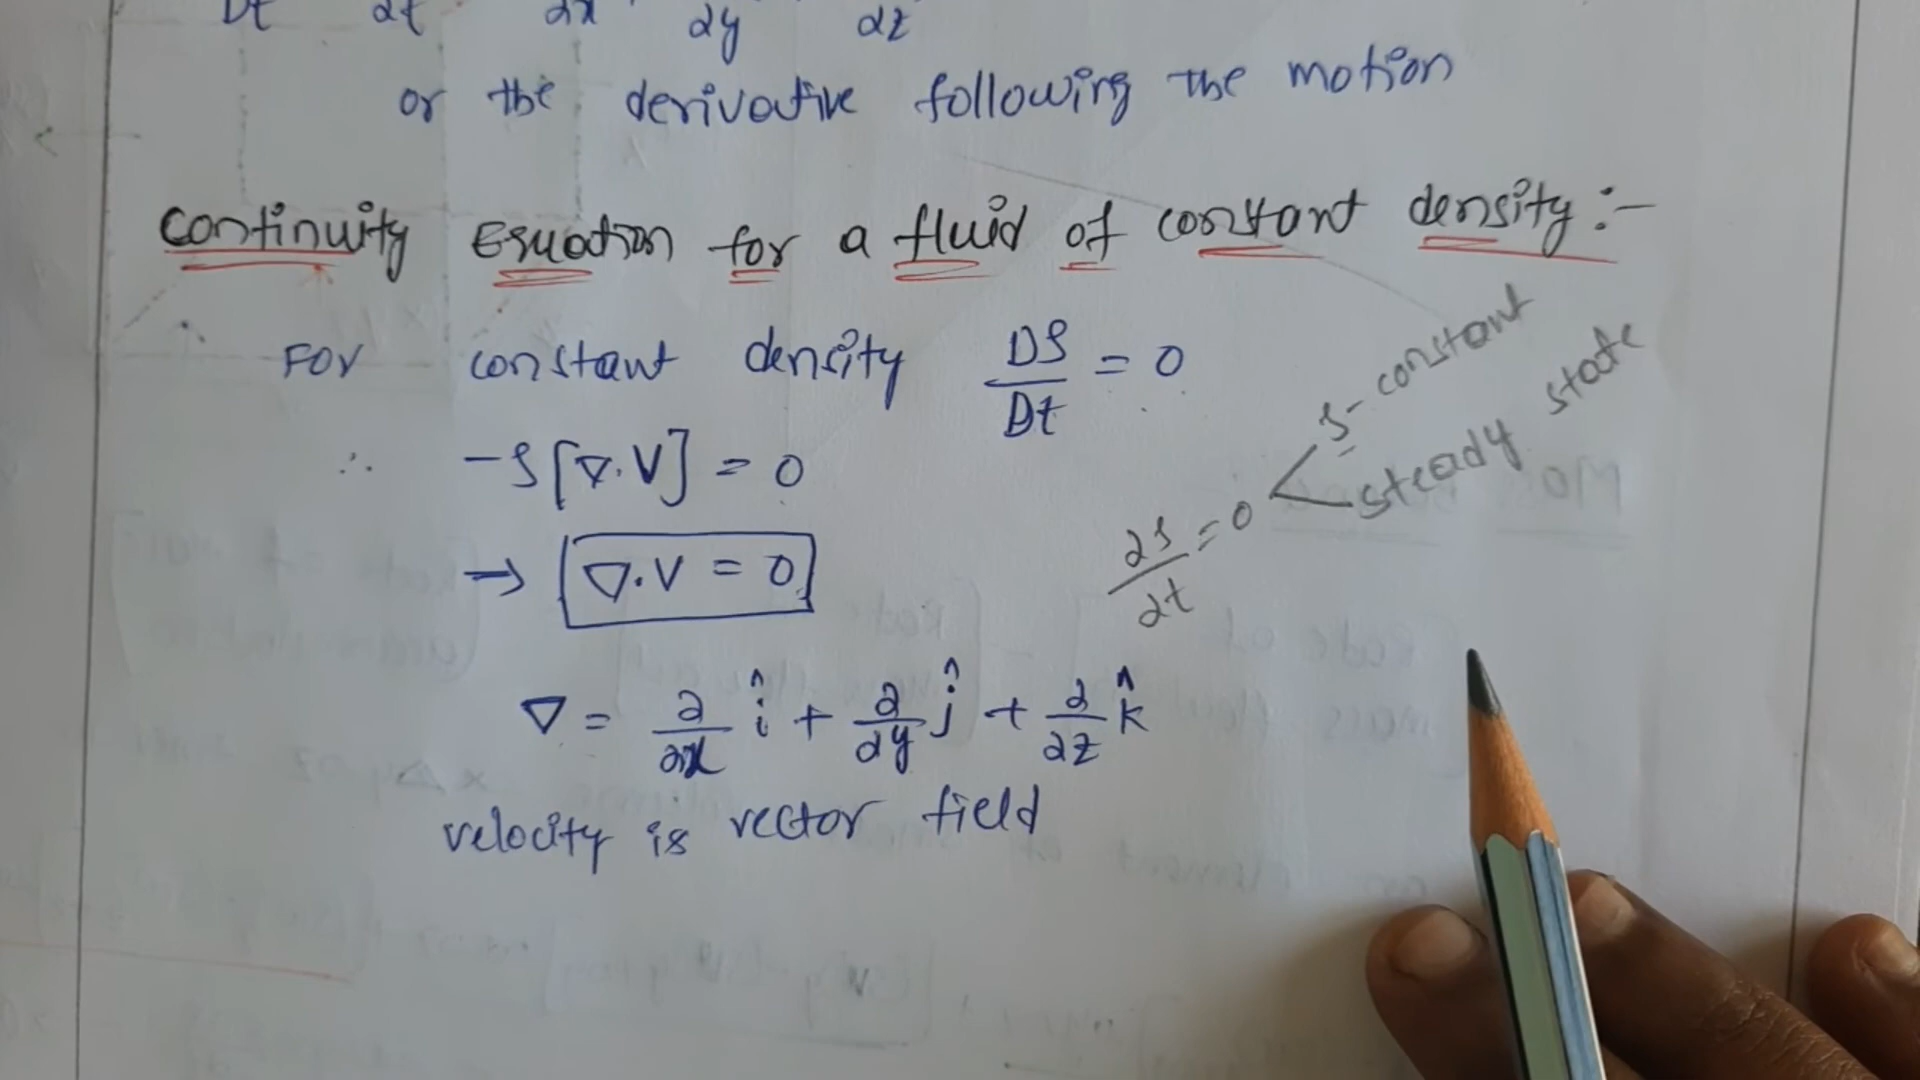 Dt ∂t ∂x ∂y ∂z
or the derivative following the motion
Continuity Equation for a fluid of constant density :-
For constant density Dρ/Dt = 0
∴ -ρ[∇.V] = 0
→ ∇.V = 0
∂ρ/∂t = 0 < ρ - constant
steady state
∇ = ∂/∂x î + ∂/∂y ĵ + ∂/∂z k̂
velocity is vector field